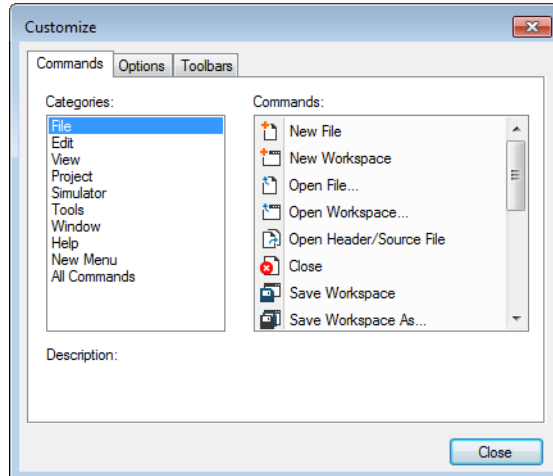 Customize
Commands Options Toolbars
Categories:
File
Edit
View
Project
Simulator
Tools
Window
Help
New Menu
All Commands
Commands:
New File
New Workspace
Open File...
Open Workspace...
Open Header/Source File
Close
Save Workspace
Save Workspace As...
Description:
Close